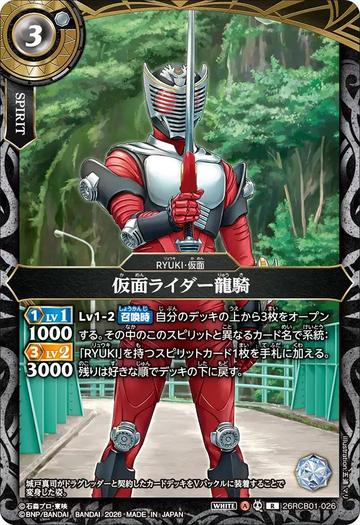 3
SPIRIT
RYUKI・仮面
仮面ライダー龍騎
1 LV1 1000
3 LV2 3000
Lv1-2 召喚時 自分のデッキの上から3枚をオープン
する。その中のこのスピリットと異なるカード名で系統:
「RYUKI」を持つスピリットカード1枚を手札に加える。
残りは好きな順でデッキの下に戻す。
城戸真司がドラグレッダーと契約したカードデッキをVバックルに装着することで
変身した姿。
©石森プロ・東映
©BNP/BANDAI ©BANDAI 2026 MADE IN JAPAN
WHITE A R 26RCB01-026